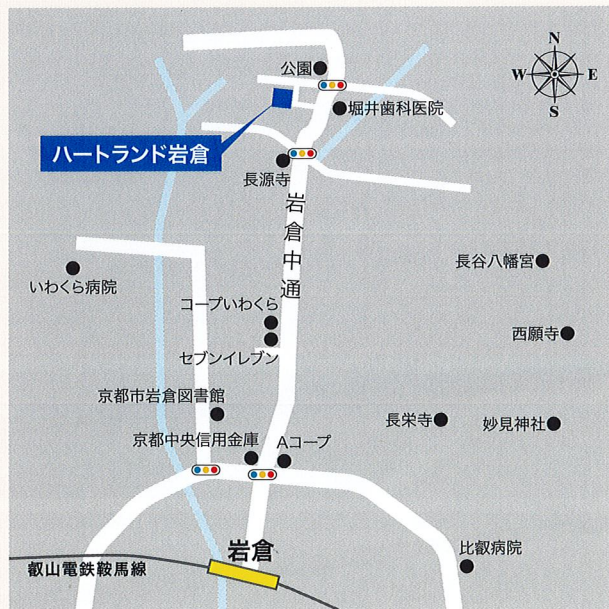 N
W E
S
公園
堀井歯科医院
ハートランド岩倉
長源寺
岩倉中通
長谷八幡宮
いわくら病院
コープいわくら
西願寺
セブンイレブン
京都市岩倉図書館
長栄寺
妙見神社
京都中央信用金庫
Aコープ
岩倉
比叡病院
叡山電鉄鞍馬線